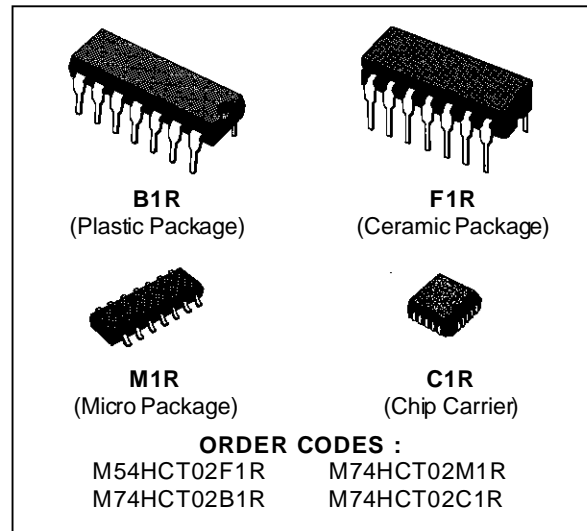 B1R
(Plastic Package)
F1R
(Ceramic Package)
M1R
(Micro Package)
C1R
(Chip Carrier)
ORDER CODES :
M54HCT02F1R M74HCT02M1R
M74HCT02B1R M74HCT02C1R